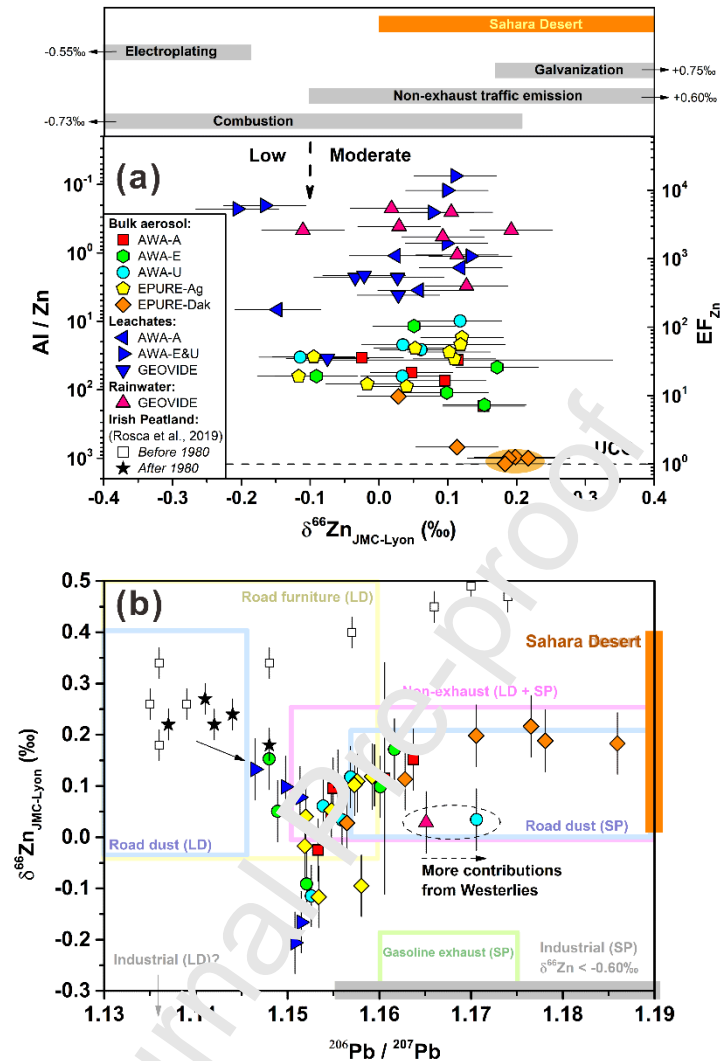 Sahara Desert
-0.55‰ Electroplating
Galvanization +0.75‰
Non-exhaust traffic emission +0.60‰
-0.73‰ Combustion
(a) Low Moderate
Al / Zn
10⁻¹
10⁰
10¹
10²
10³
Bulk aerosol:
AWA-A
AWA-E
AWA-U
EPURE-Ag
EPURE-Dak
Leachates:
AWA-A
AWA-E&U
GEOVIDE
Rainwater:
GEOVIDE
Irish Peatland:
(Rosca et al., 2019)
Before 1980
After 1980
10⁴
10³
10²
10¹
10⁰
EF_Zn
-0.4 -0.3 -0.2 -0.1 0.0 0.1 0.2 0.3 0.4
δ⁶⁶Zn_JMC-Lyon (‰)
(b)
δ⁶⁶Zn_JMC-Lyon (‰)
0.5
0.4
0.3
0.2
0.1
0.0
-0.1
-0.2
-0.3
Road furniture (LD)
Sahara Desert
Non-exhaust (LD + SP)
Road dust (LD)
Road dust (SP)
More contributions
from Westerlies
Industrial (LD)?
Gasoline exhaust (SP)
Industrial (SP)
δ⁶⁶Zn < -0.60‰
1.13 1.14 1.15 1.16 1.17 1.18 1.19
²⁰⁶Pb / ²⁰⁷Pb
Journal Pre-proof